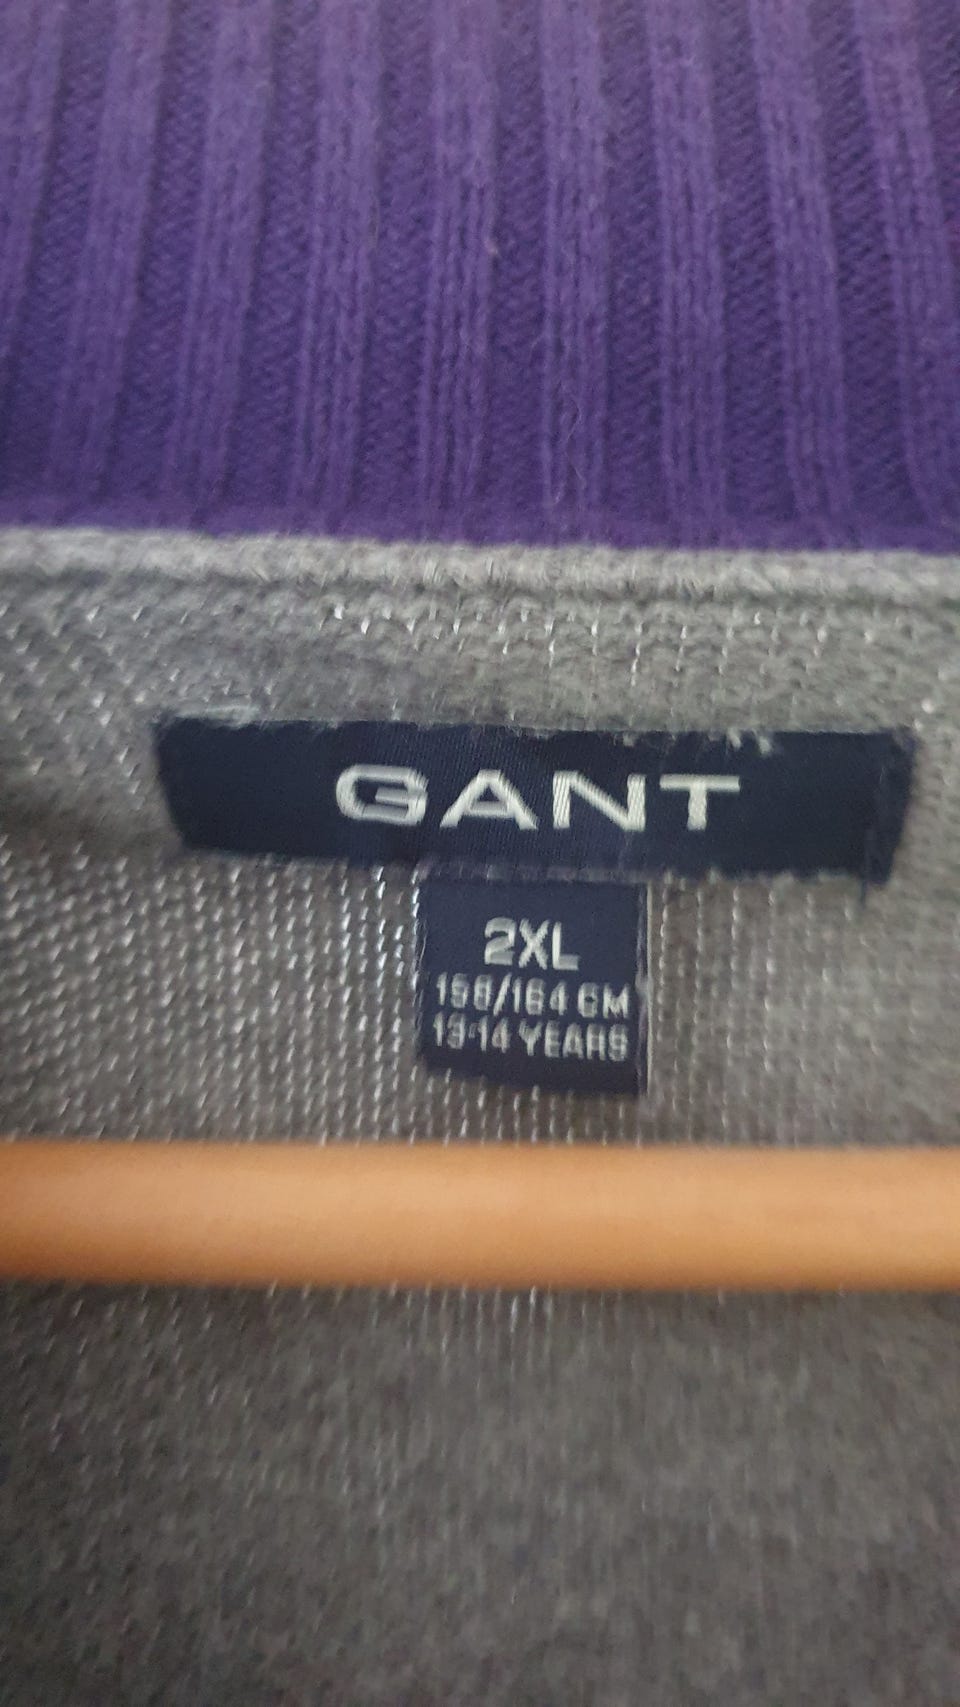 GANT
2XL
158/164 CM
13-14 YEARS